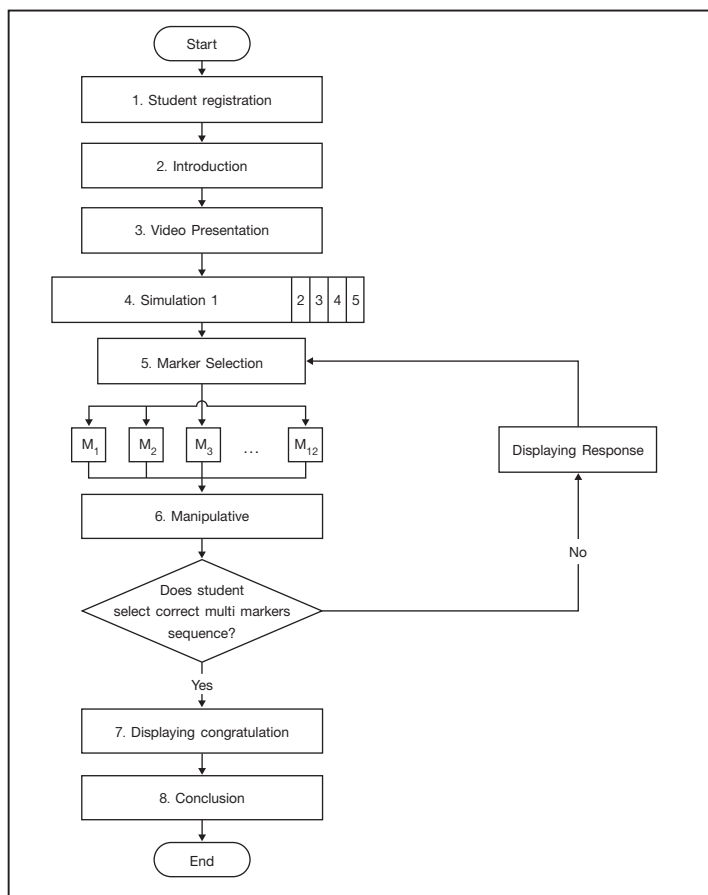 Start
1. Student registration
2. Introduction
3. Video Presentation
4. Simulation 1
2
3
4
5
5. Marker Selection
M1
M2
M3
...
M12
Displaying Response
6. Manipulative
No
Does student
select correct multi markers
sequence?
Yes
7. Displaying congratulation
8. Conclusion
End